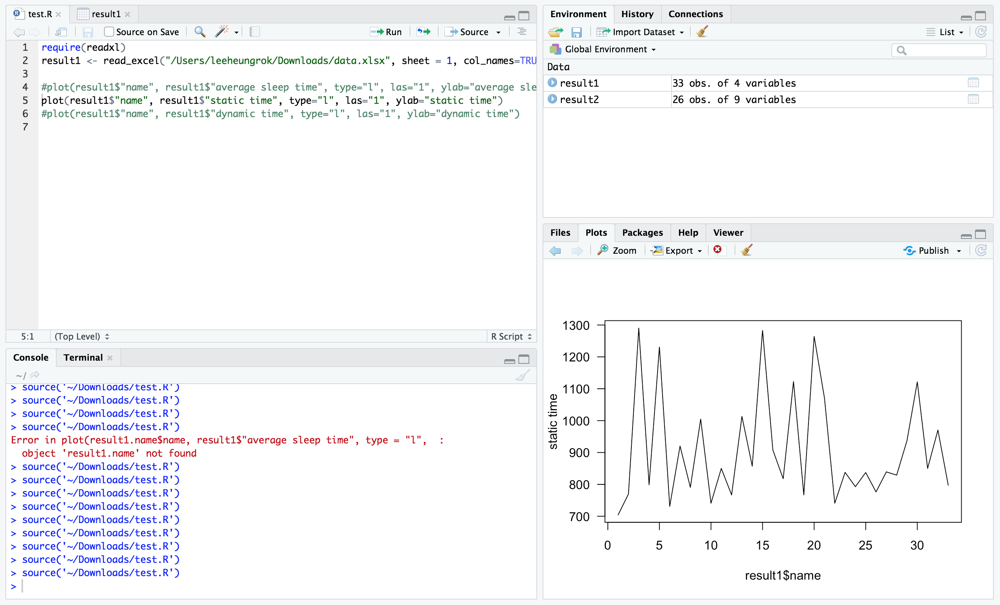 test.R
result1
Source on Save
Run
Source
1 require(readxl)
2 result1 <- read_excel("/Users/leeheungrok/Downloads/data.xlsx", sheet = 1, col_names=TRU
3
4 #plot(result1$"name", result1$"average sleep time", type="l", las="1", ylab="average sle
5 plot(result1$"name", result1$"static time", type="l", las="1", ylab="static time")
6 #plot(result1$"name", result1$"dynamic time", type="l", las="1", ylab="dynamic time")
7
5:1 (Top Level) R Script
Console Terminal
~/
> source('~/Downloads/test.R')
> source('~/Downloads/test.R')
> source('~/Downloads/test.R')
> source('~/Downloads/test.R')
Error in plot(result1.name$name, result1$"average sleep time", type = "l",  :
  object 'result1.name' not found
> source('~/Downloads/test.R')
> source('~/Downloads/test.R')
> source('~/Downloads/test.R')
> source('~/Downloads/test.R')
> source('~/Downloads/test.R')
> source('~/Downloads/test.R')
> source('~/Downloads/test.R')
> source('~/Downloads/test.R')
> source('~/Downloads/test.R')
>
Environment History Connections
Import Dataset List
Global Environment
Data
result1 33 obs. of 4 variables
result2 26 obs. of 9 variables
Files Plots Packages Help Viewer
Zoom Export Publish
1300
1200
1100
1000
900
800
700
static time
0 5 10 15 20 25 30
result1$name